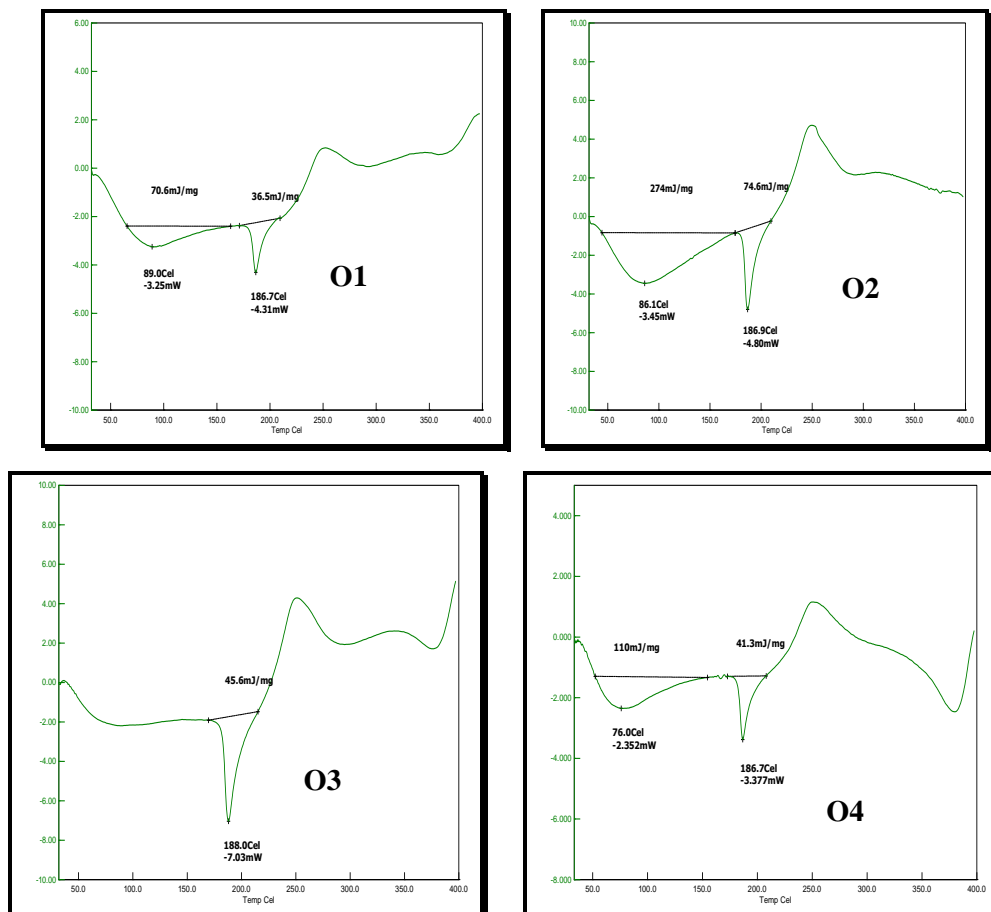 6.00
4.00
2.00
0.00
-2.00
-4.00
-6.00
-8.00
-10.00
70.6mJ/mg
36.5mJ/mg
89.0Cel
-3.25mW
186.7Cel
-4.31mW
O1
50.0 100.0 150.0 200.0 250.0 300.0 350.0 400.0
Temp Cel
10.00
8.00
6.00
4.00
2.00
0.00
-2.00
-4.00
-6.00
-8.00
-10.00
274mJ/mg
74.6mJ/mg
86.1Cel
-3.45mW
186.9Cel
-4.80mW
O2
50.0 100.0 150.0 200.0 250.0 300.0 350.0 400.0
Temp Cel
10.00
8.00
6.00
4.00
2.00
0.00
-2.00
-4.00
-6.00
-8.00
-10.00
45.6mJ/mg
188.0Cel
-7.03mW
O3
50.0 100.0 150.0 200.0 250.0 300.0 350.0 400.0
Temp Cel
4.000
2.000
0.000
-2.000
-4.000
-6.000
-8.000
110mJ/mg
41.3mJ/mg
76.0Cel
-2.352mW
186.7Cel
-3.377mW
O4
50.0 100.0 150.0 200.0 250.0 300.0 350.0 400.0
Temp Cel